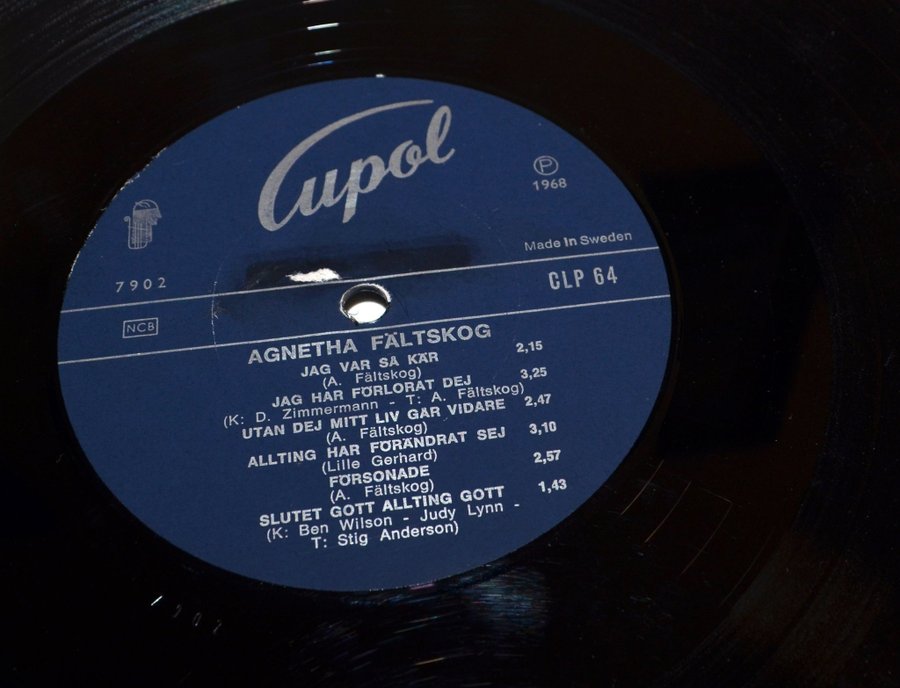 Cupol
Ⓟ
1968
Made In Sweden
7902
CLP 64
NCB
AGNETHA FÄLTSKOG
JAG VAR SA KÄR 2,15
(A. Fältskog)
JAG HAR FÖRLORAT DEJ 3,25
(K: D. Zimmermann - T: A. Fältskog)
UTAN DEJ MITT LIV GAR VIDARE 2,47
(A. Fältskog)
ALLTING HAR FÖRÄNDRAT SEJ 3,10
(Lille Gerhard)
FÖRSONADE 2,57
(A. Fältskog)
SLUTET GOTT ALLTING GOTT 1,43
(K: Ben Wilson - Judy Lynn -
T: Stig Anderson)